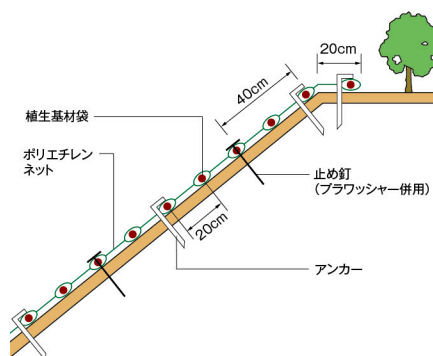 20cm
40cm
植生基材袋
ポリエチレン
ネット
止め釘
(プラワッシャー併用)
20cm
アンカー